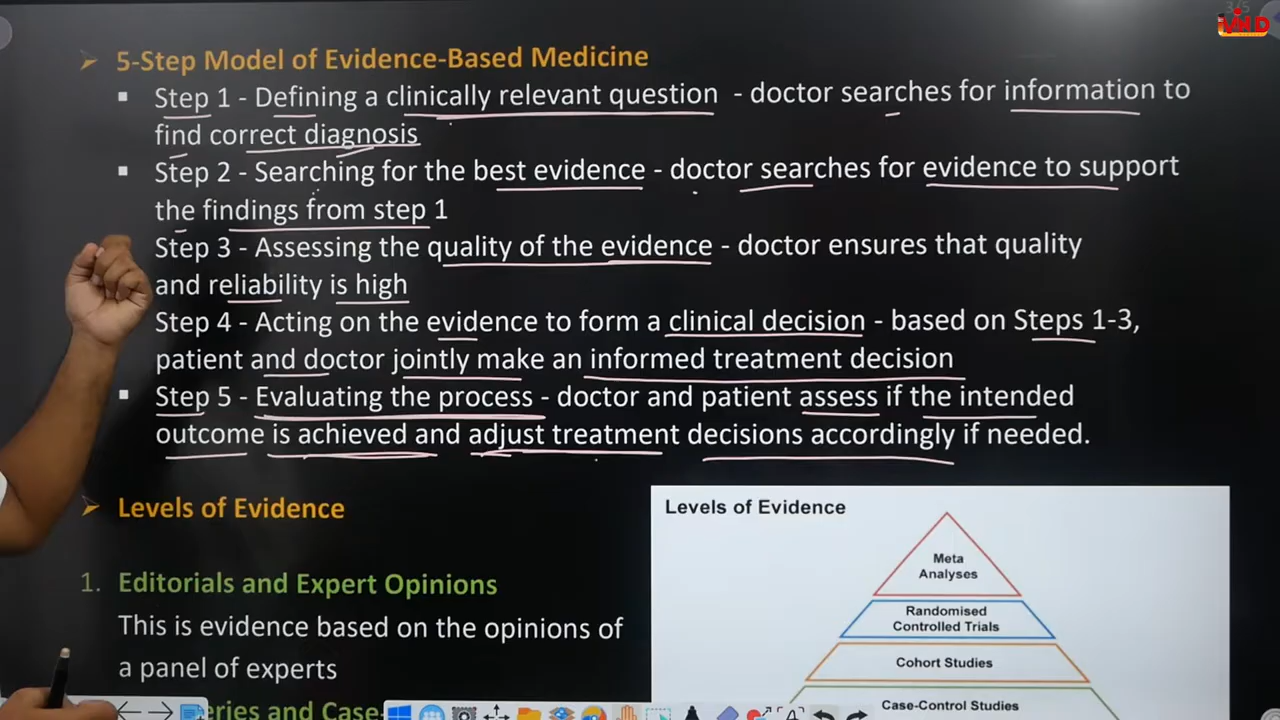 3/5
5-Step Model of Evidence-Based Medicine
Step 1 - Defining a clinically relevant question - doctor searches for information to
find correct diagnosis
Step 2 - Searching for the best evidence - doctor searches for evidence to support
the findings from step 1
Step 3 - Assessing the quality of the evidence - doctor ensures that quality
and reliability is high
Step 4 - Acting on the evidence to form a clinical decision - based on Steps 1-3,
patient and doctor jointly make an informed treatment decision
Step 5 - Evaluating the process - doctor and patient assess if the intended
outcome is achieved and adjust treatment decisions accordingly if needed.
Levels of Evidence
1. Editorials and Expert Opinions
This is evidence based on the opinions of
a panel of experts
eries and Case-
Levels of Evidence
Meta
Analyses
Randomised
Controlled Trials
Cohort Studies
Case-Control Studies